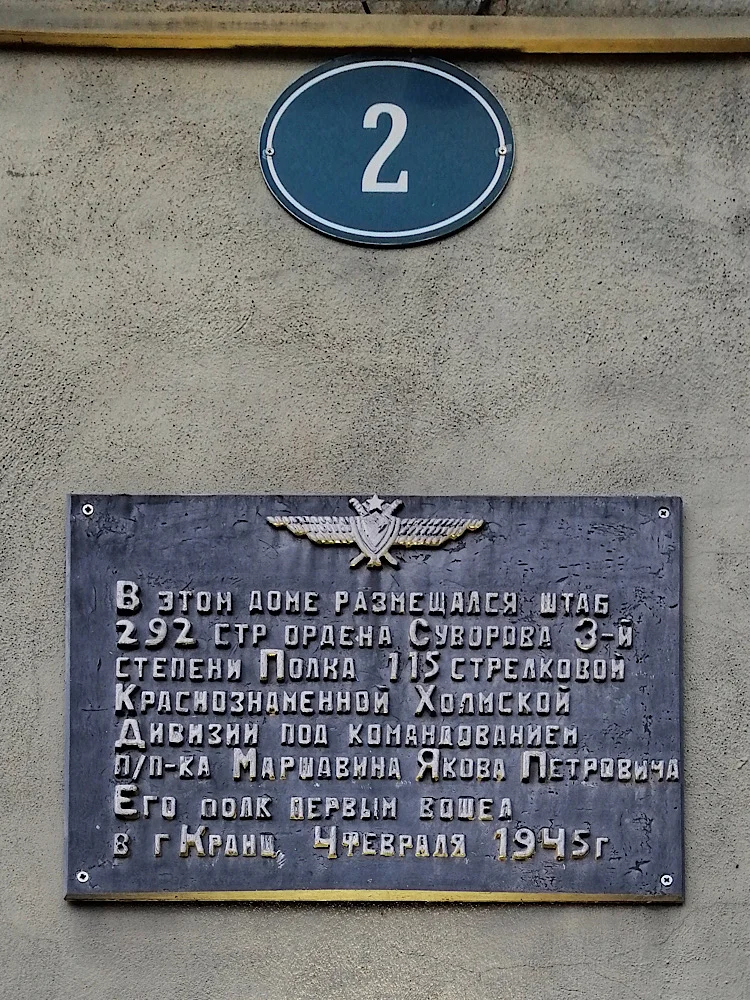 2
В этом доме размещался штаб
292 стр ордена Суворова 3-й
степени Полка 115 стрелковой
Краснознаменной Холмской
Дивизии под командованием
п/п-ка Маршавина Якова Петровича
Его полк первым вошел
в г Кранц 4 февраля 1945г